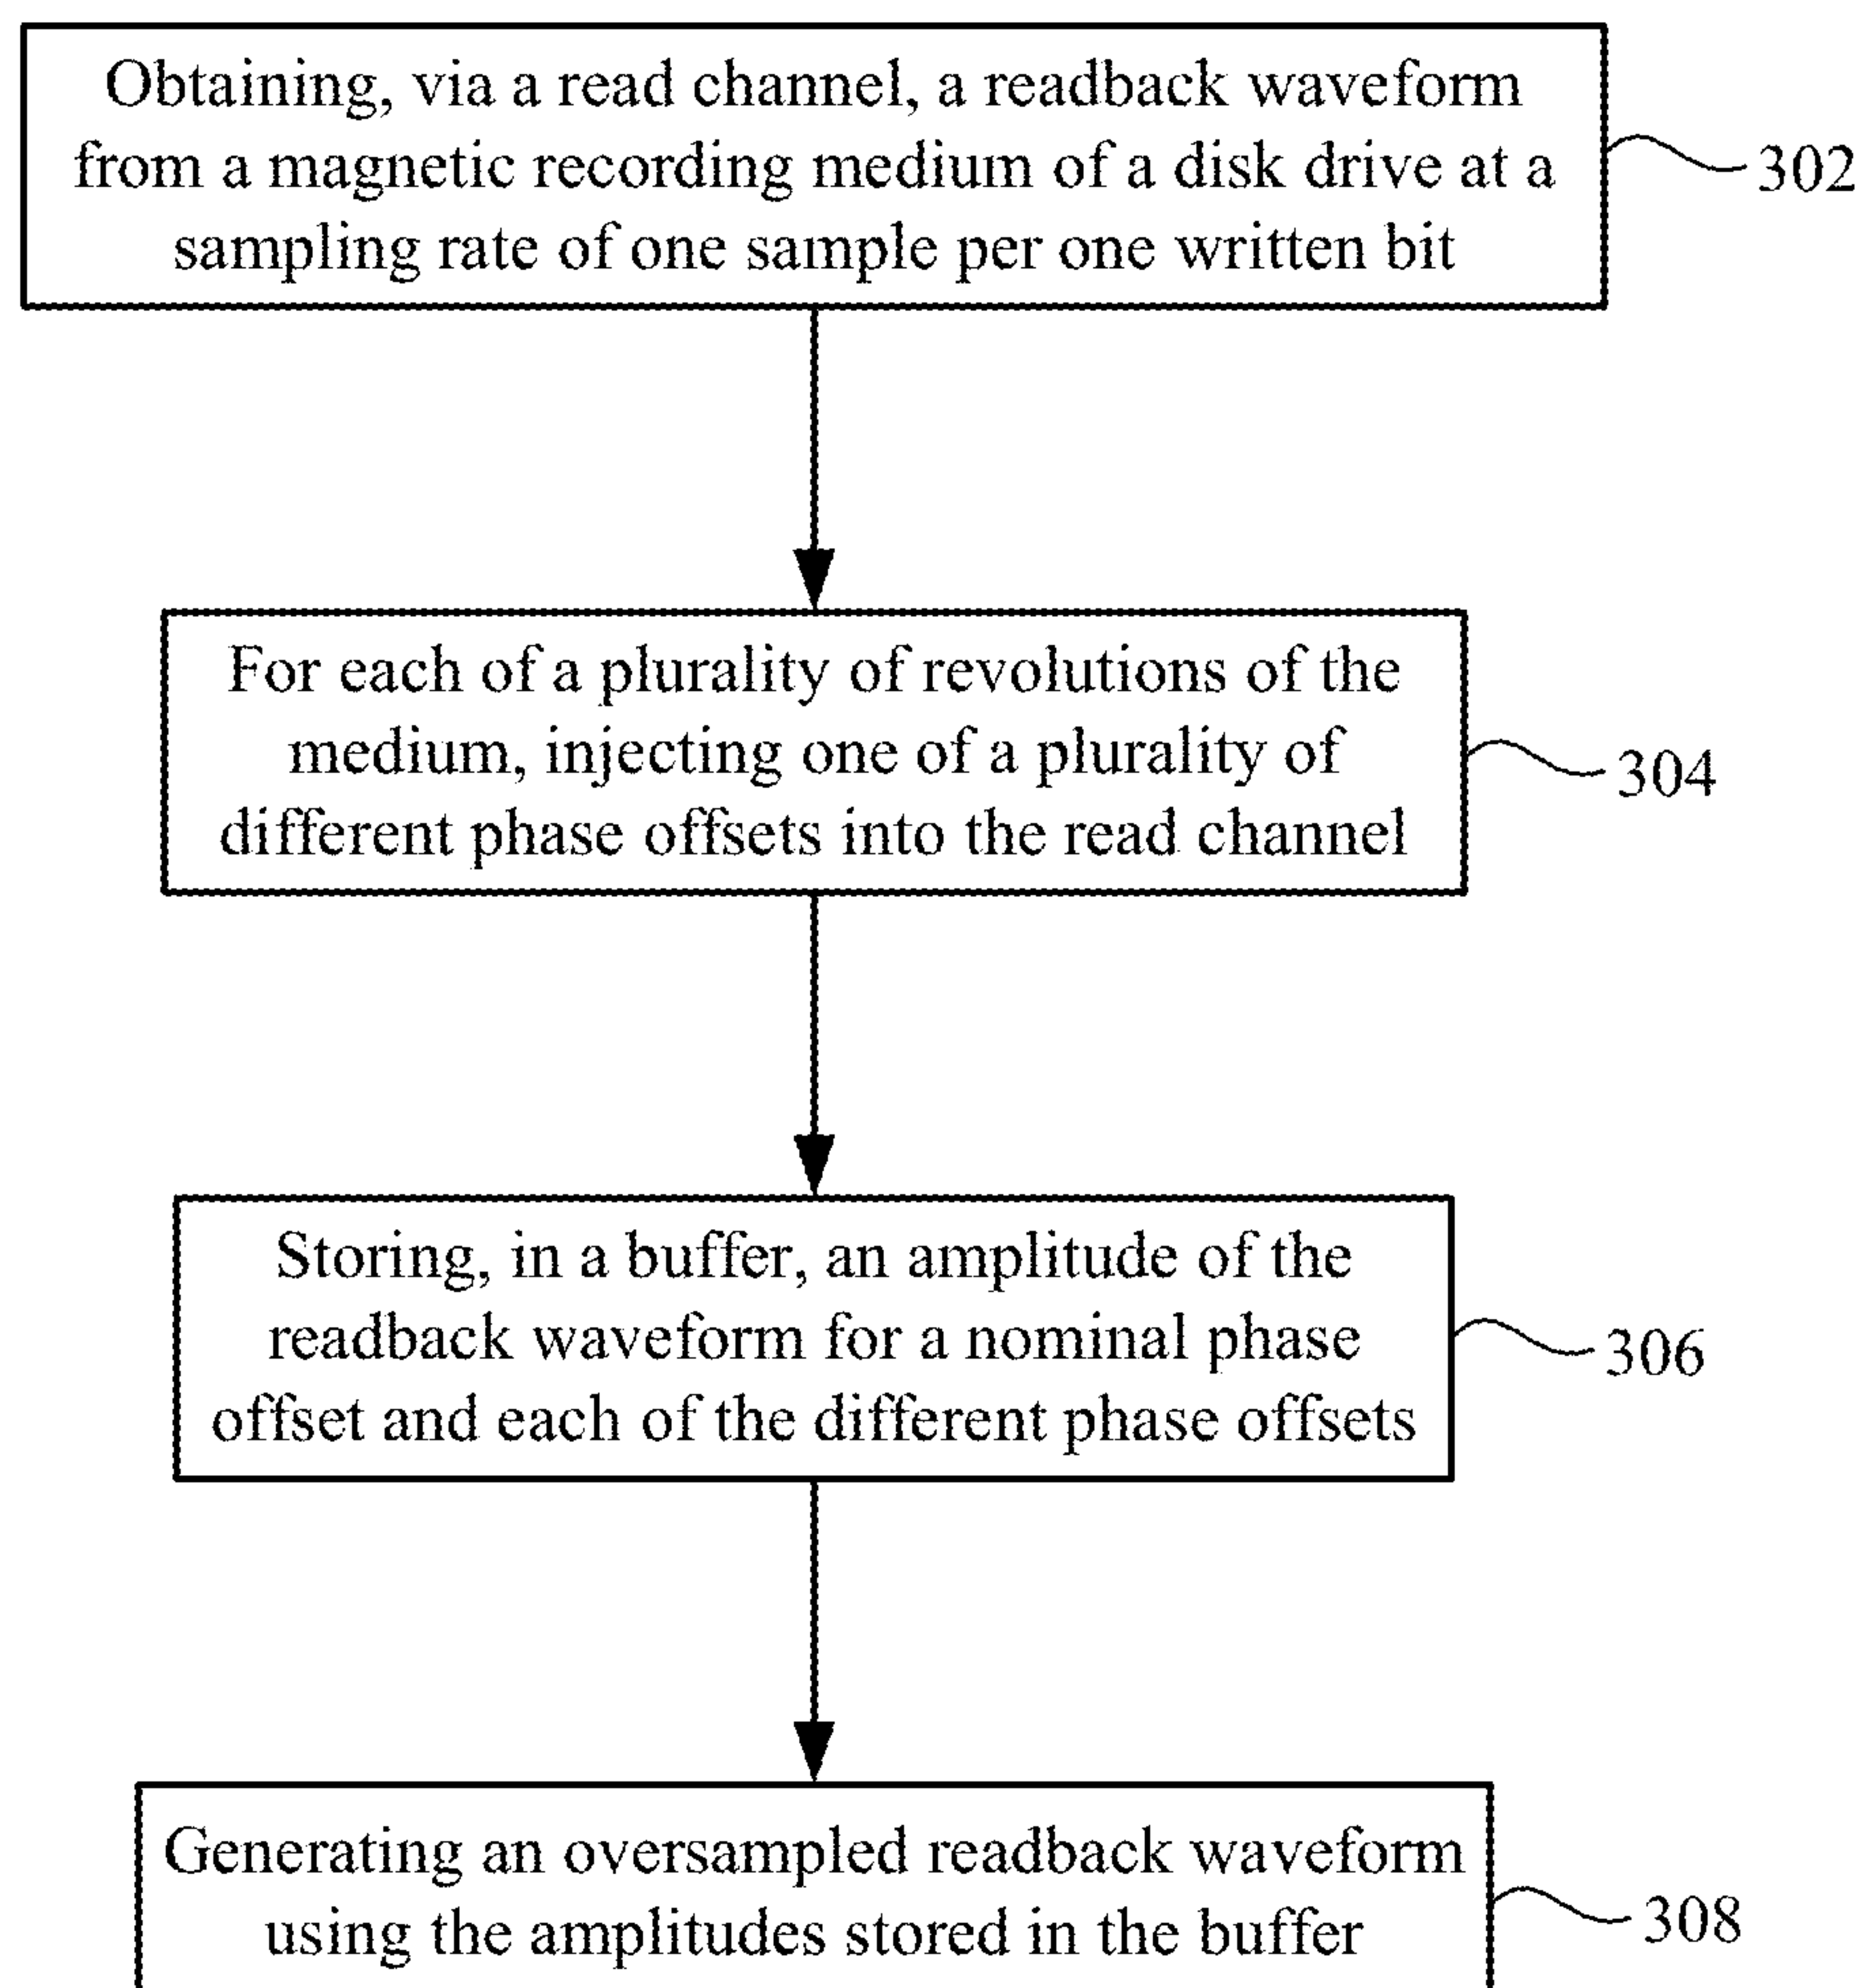 Obtaining, via a read channel, a readback waveform
from a magnetic recording medium of a disk drive at a
sampling rate of one sample per one written bit
302
For each of a plurality of revolutions of the
medium, injecting one of a plurality of
different phase offsets into the read channel
304
Storing, in a buffer, an amplitude of the
readback waveform for a nominal phase
offset and each of the different phase offsets
306
Generating an oversampled readback waveform
using the amplitudes stored in the buffer
308